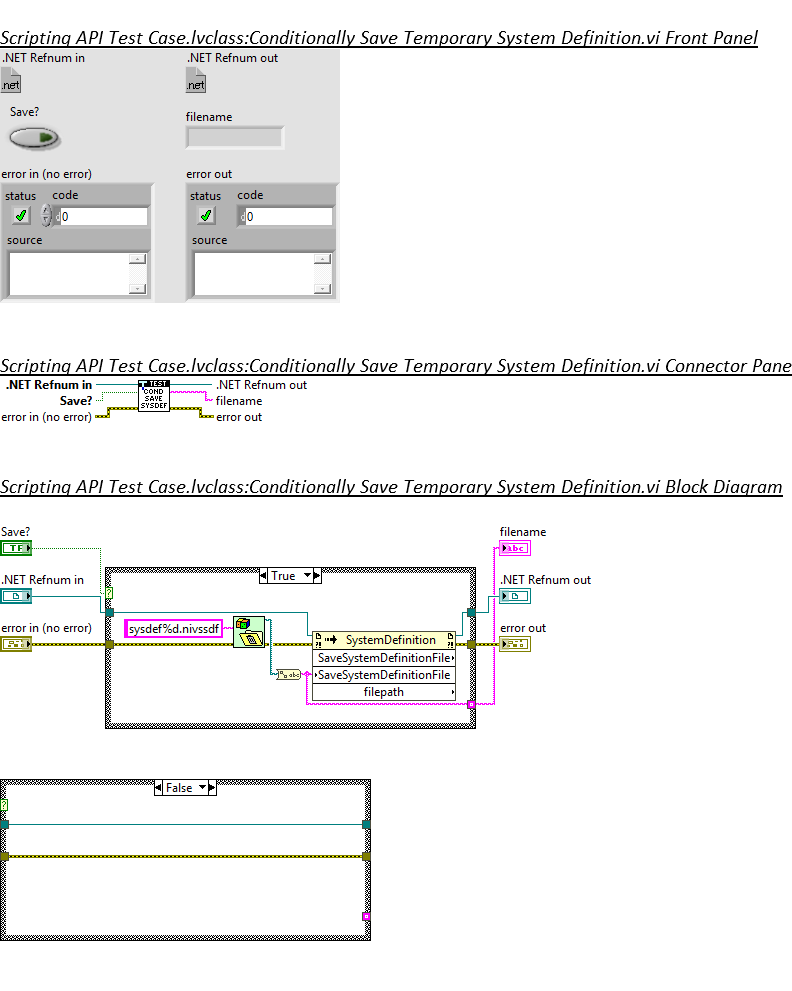 Scripting API Test Case.lvclass:Conditionally Save Temporary System Definition.vi Front Panel
.NET Refnum in
.NET Refnum out
.net
.net
Save?
filename
error in (no error)
error out
status code
status code
d 0
d 0
source
source
Scripting API Test Case.lvclass:Conditionally Save Temporary System Definition.vi Connector Pane
.NET Refnum in
TEST
.NET Refnum out
Save?
COND
SAVE
SYSDEF
filename
error in (no error)
error out
Scripting API Test Case.lvclass:Conditionally Save Temporary System Definition.vi Block Diagram
Save?
filename
TF
abc
True
.NET Refnum in
.NET Refnum out
?
error in (no error)
sysdef%d.nivssdf
error out
SystemDefinition
SaveSystemDefinitionFile
abc
SaveSystemDefinitionFile
filepath
False
?